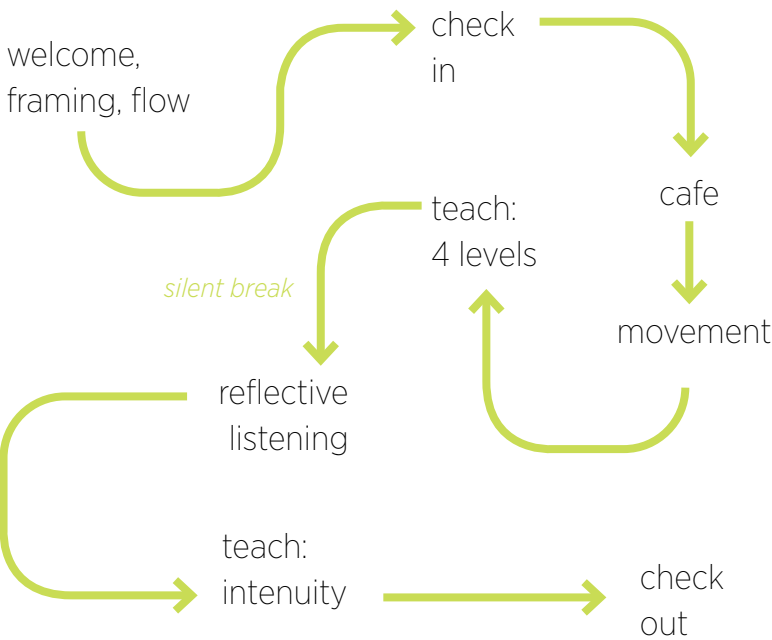 welcome,
framing, flow
check
in
cafe
movement
teach:
4 levels
silent break
reflective
listening
teach:
intenuity
check
out